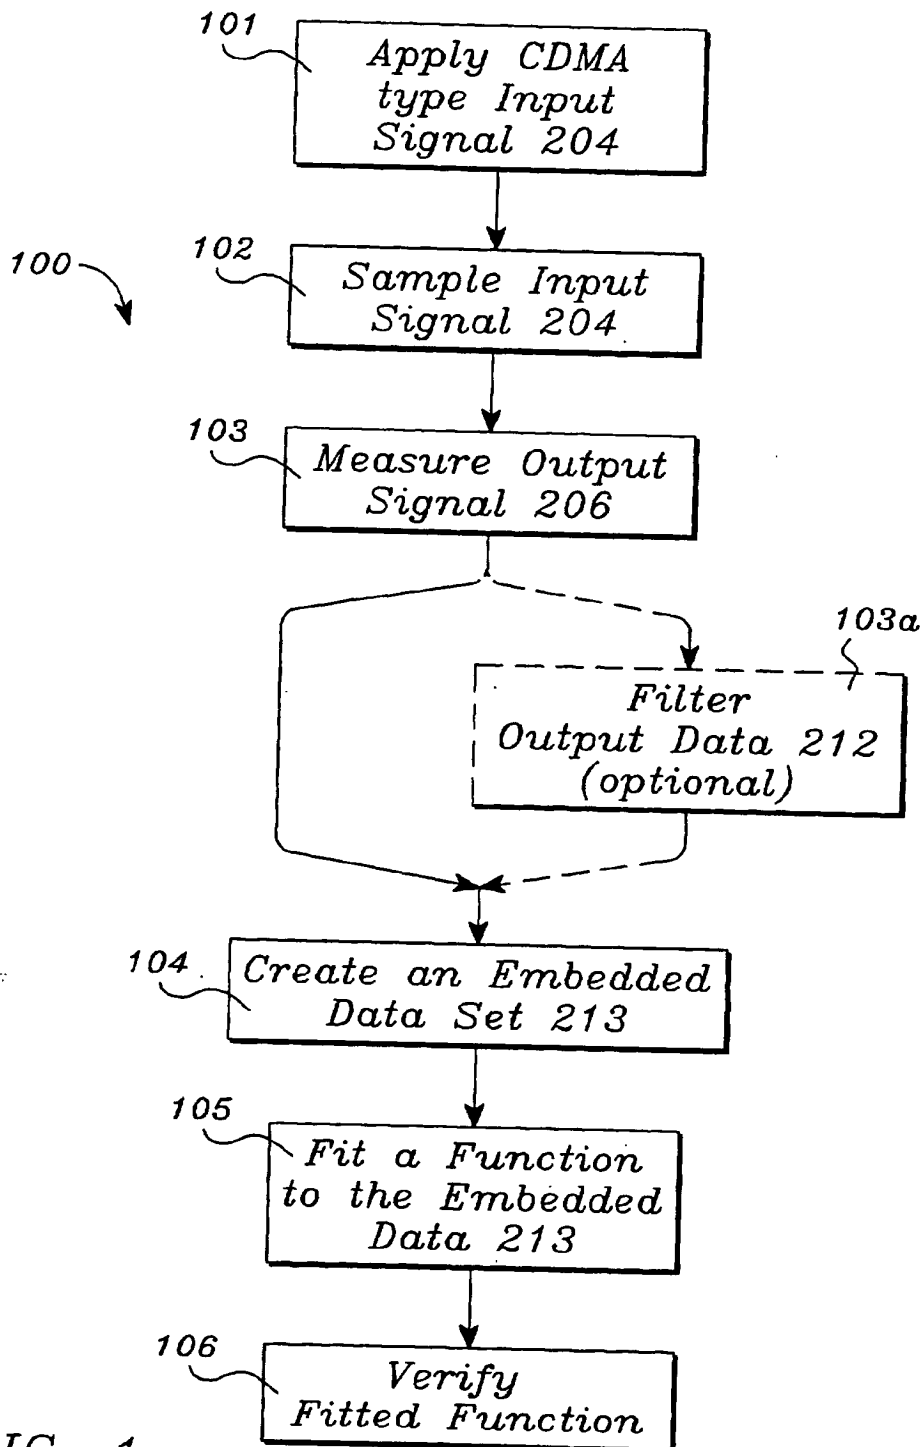 101
Apply CDMA
type Input
Signal 204
100
102
Sample Input
Signal 204
103
Measure Output
Signal 206
103a
Filter
Output Data 212
(optional)
104
Create an Embedded
Data Set 213
105
Fit a Function
to the Embedded
Data 213
106
Verify
Fitted Function